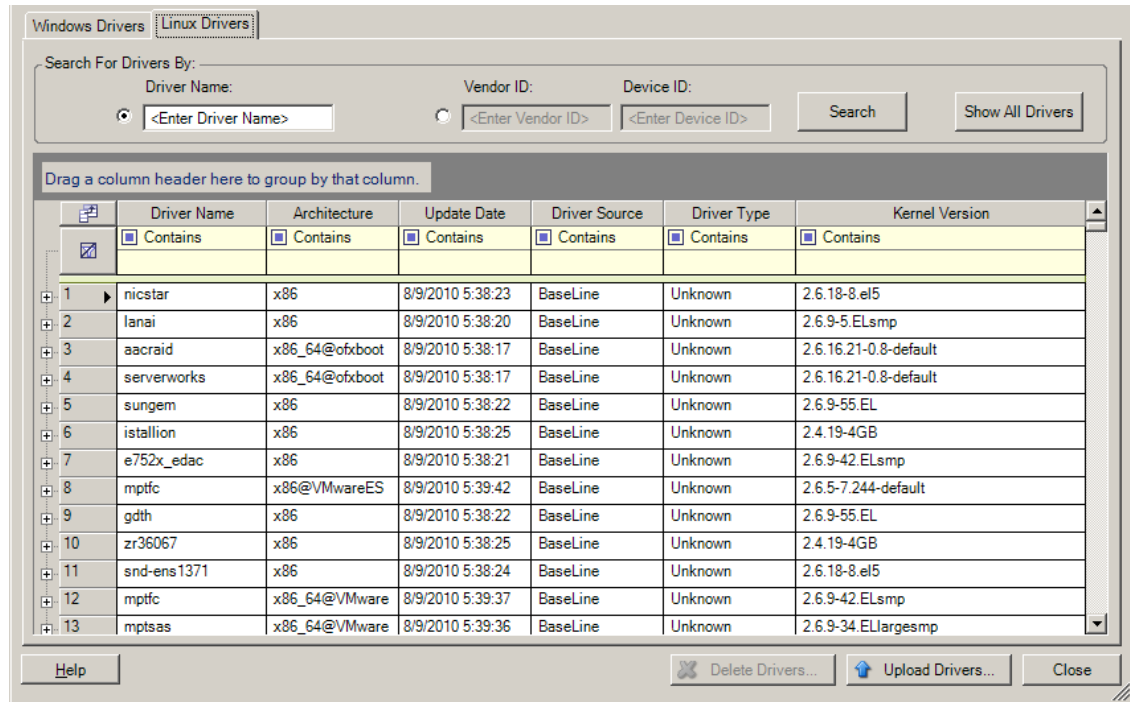 Windows Drivers Linux Drivers
Search For Drivers By:
Driver Name: Vendor ID: Device ID:
<Enter Driver Name> <Enter Vendor ID> <Enter Device ID> Search Show All Drivers
Drag a column header here to group by that column.
Driver Name Architecture Update Date Driver Source Driver Type Kernel Version
Contains Contains Contains Contains Contains Contains
1 nicstar x86 8/9/2010 5:38:23 BaseLine Unknown 2.6.18-8.el5
2 lanai x86 8/9/2010 5:38:20 BaseLine Unknown 2.6.9-5.ELsmp
3 aacraid x86_64@ofxboot 8/9/2010 5:38:17 BaseLine Unknown 2.6.16.21-0.8-default
4 serverworks x86_64@ofxboot 8/9/2010 5:38:17 BaseLine Unknown 2.6.16.21-0.8-default
5 sungem x86 8/9/2010 5:38:22 BaseLine Unknown 2.6.9-55.EL
6 istallion x86 8/9/2010 5:38:25 BaseLine Unknown 2.4.19-4GB
7 e752x_edac x86 8/9/2010 5:38:21 BaseLine Unknown 2.6.9-42.ELsmp
8 mptfc x86@VMwareES 8/9/2010 5:39:42 BaseLine Unknown 2.6.5-7.244-default
9 gdth x86 8/9/2010 5:38:22 BaseLine Unknown 2.6.9-55.EL
10 zr36067 x86 8/9/2010 5:38:25 BaseLine Unknown 2.4.19-4GB
11 snd-ens1371 x86 8/9/2010 5:38:24 BaseLine Unknown 2.6.18-8.el5
12 mptfc x86_64@VMware 8/9/2010 5:39:37 BaseLine Unknown 2.6.9-42.ELsmp
13 mptsas x86_64@VMware 8/9/2010 5:39:36 BaseLine Unknown 2.6.9-34.ELlargesmp
Help Delete Drivers... Upload Drivers... Close